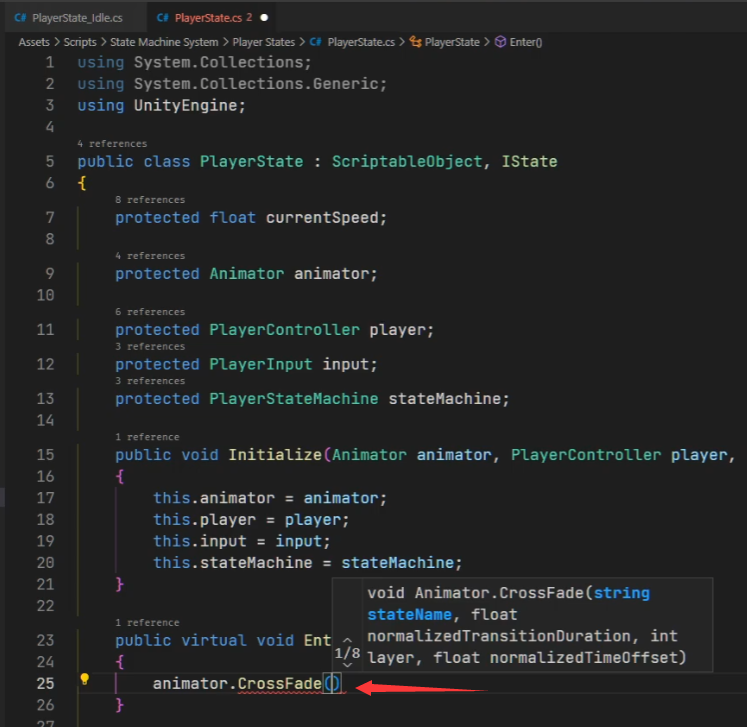 PlayerState_Idle.cs
PlayerState.cs 2
Assets > Scripts > State Machine System > Player States > PlayerState.cs > PlayerState > Enter()
1 using System.Collections;
2 using System.Collections.Generic;
3 using UnityEngine;
4
4 references
5 public class PlayerState : ScriptableObject, IState
6 {
8 references
7 protected float currentSpeed;
8
4 references
9 protected Animator animator;
10
6 references
11 protected PlayerController player;
3 references
12 protected PlayerInput input;
3 references
13 protected PlayerStateMachine stateMachine;
14
1 reference
15 public void Initialize(Animator animator, PlayerController player,
16 {
17 this.animator = animator;
18 this.player = player;
19 this.input = input;
20 this.stateMachine = stateMachine;
21 }
22
1 reference
23 public virtual void Ent
24 {
25 animator.CrossFade()
26 }
27
1/8
void Animator.CrossFade(string
stateName, float
normalizedTransitionDuration, int
layer, float normalizedTimeOffset)